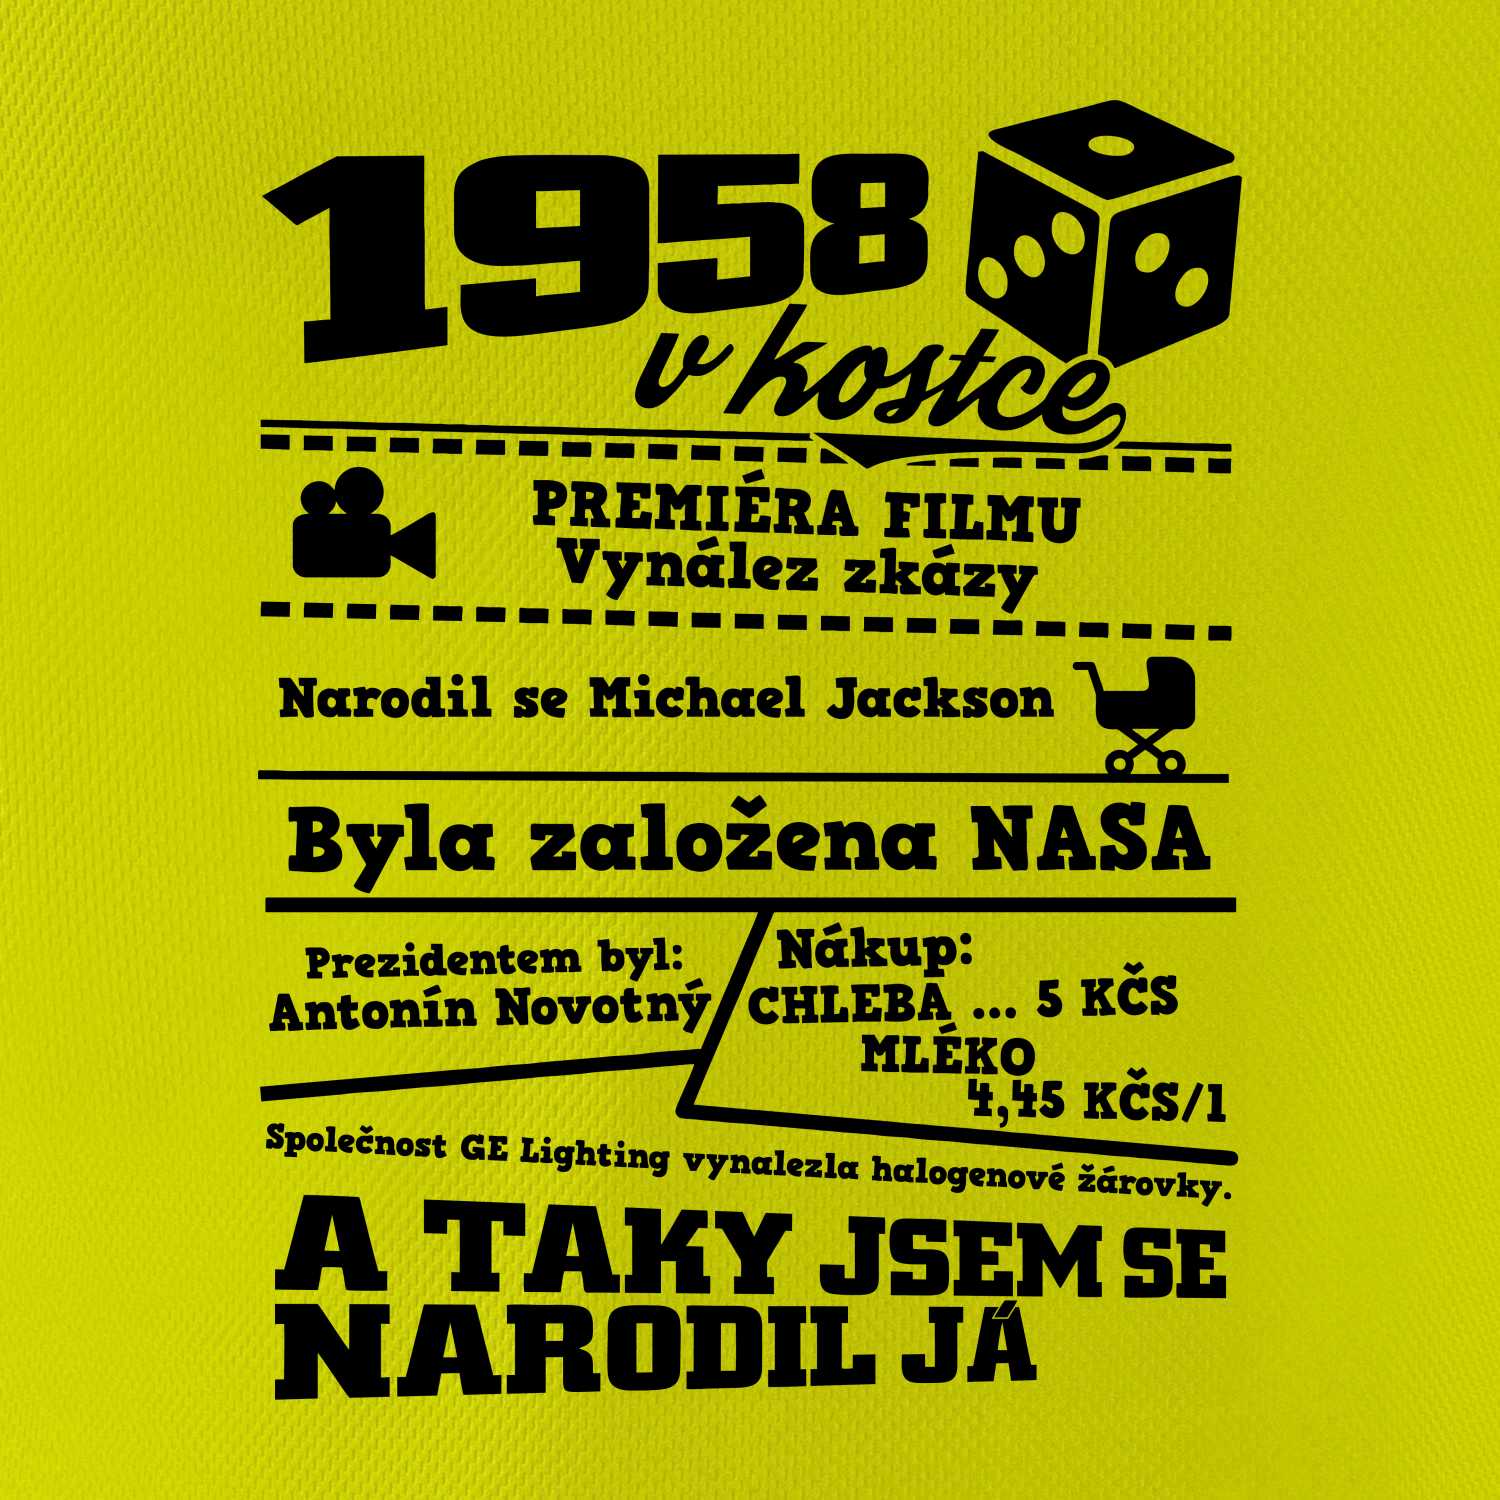 1958
v kostce
PREMIÉRA FILMU
Vynález zkázy
Narodil se Michael Jackson
Byla založena NASA
Prezidentem byl:
Antonín Novotný
Nákup:
CHLEBA ... 5 KČS
MLÉKO
4,45 KČS/l
Společnost GE Lighting vynalezla halogenové žárovky.
A TAKY JSEM SE
NARODIL JÁ